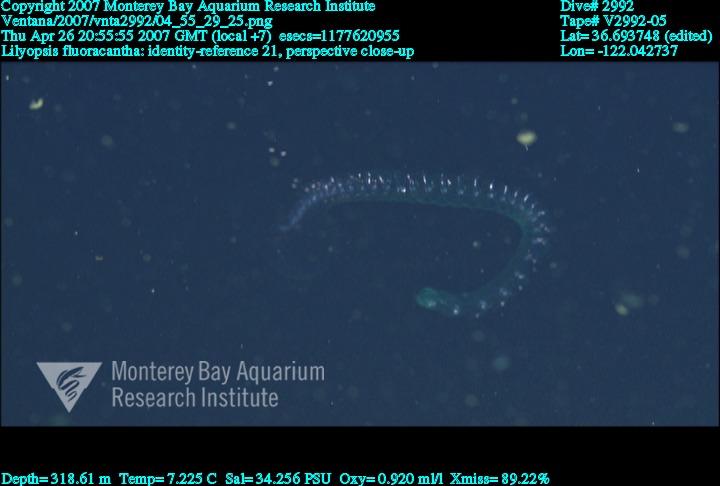 Copyright 2007 Monterey Bay Aquarium Research Institute Dive# 2992
Ventana/2007/vnta2992/04_55_29_25.png Tape# V2992-05
Thu Apr 26 20:55:55 2007 GMT (local +7) esecs=1177620955 Lat= 36.693748 (edited)
Lilyopsis fluoracantha: identity-reference 21, perspective close-up Lon= -122.042737
Monterey Bay Aquarium
Research Institute
Depth= 318.61 m Temp= 7.225 C Sal= 34.256 PSU Oxy= 0.920 ml/l Xmiss= 89.22%